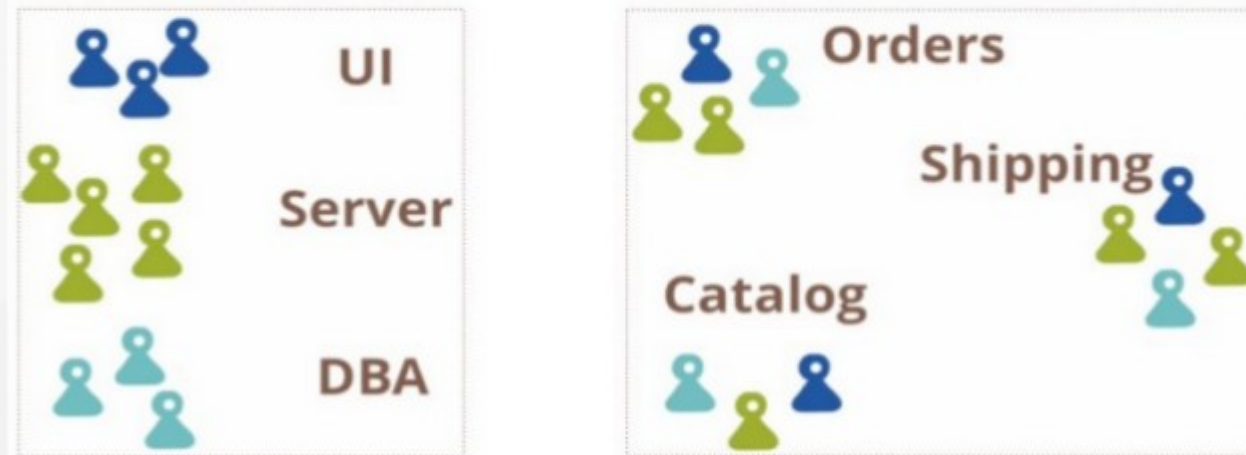 UI
Server
DBA
Orders
Shipping
Catalog